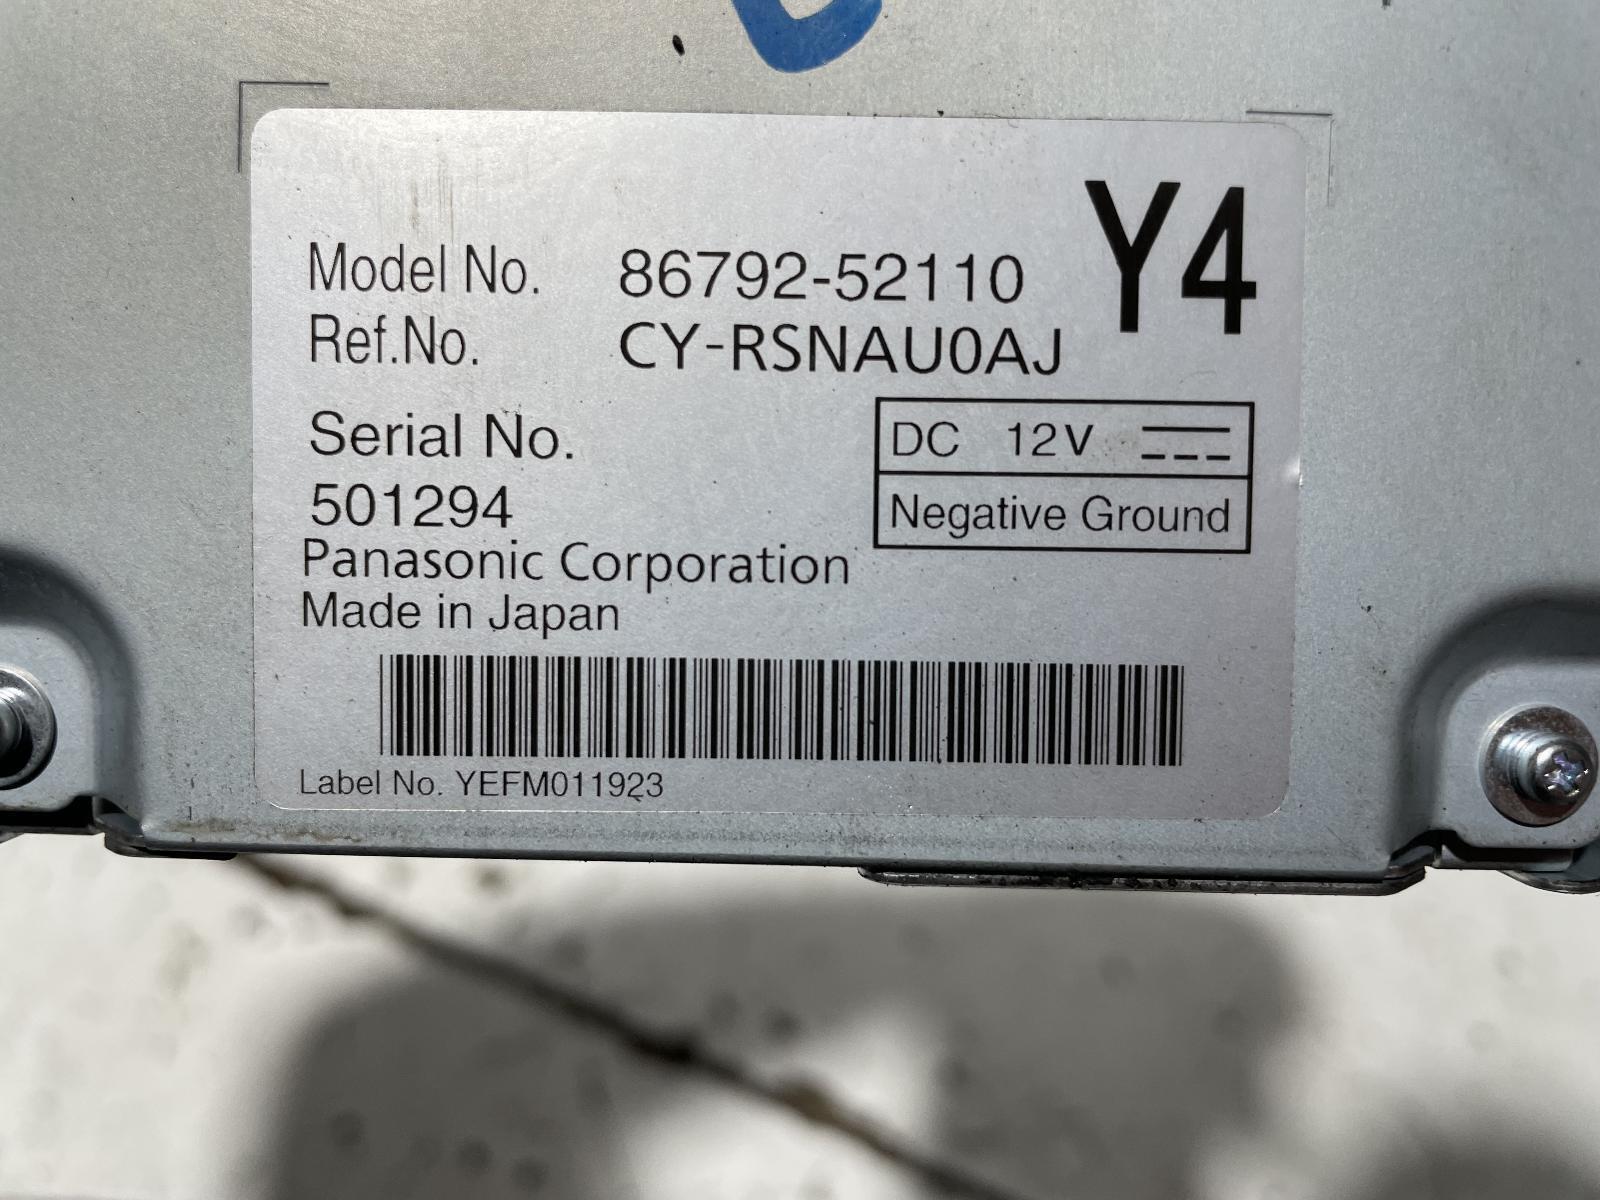 Y4
Model No. 86792-52110
Ref.No. CY-RSNAU0AJ
Serial No.
DC 12V
501294
Negative Ground
Panasonic Corporation
Made in Japan
Label No. YEFM011923